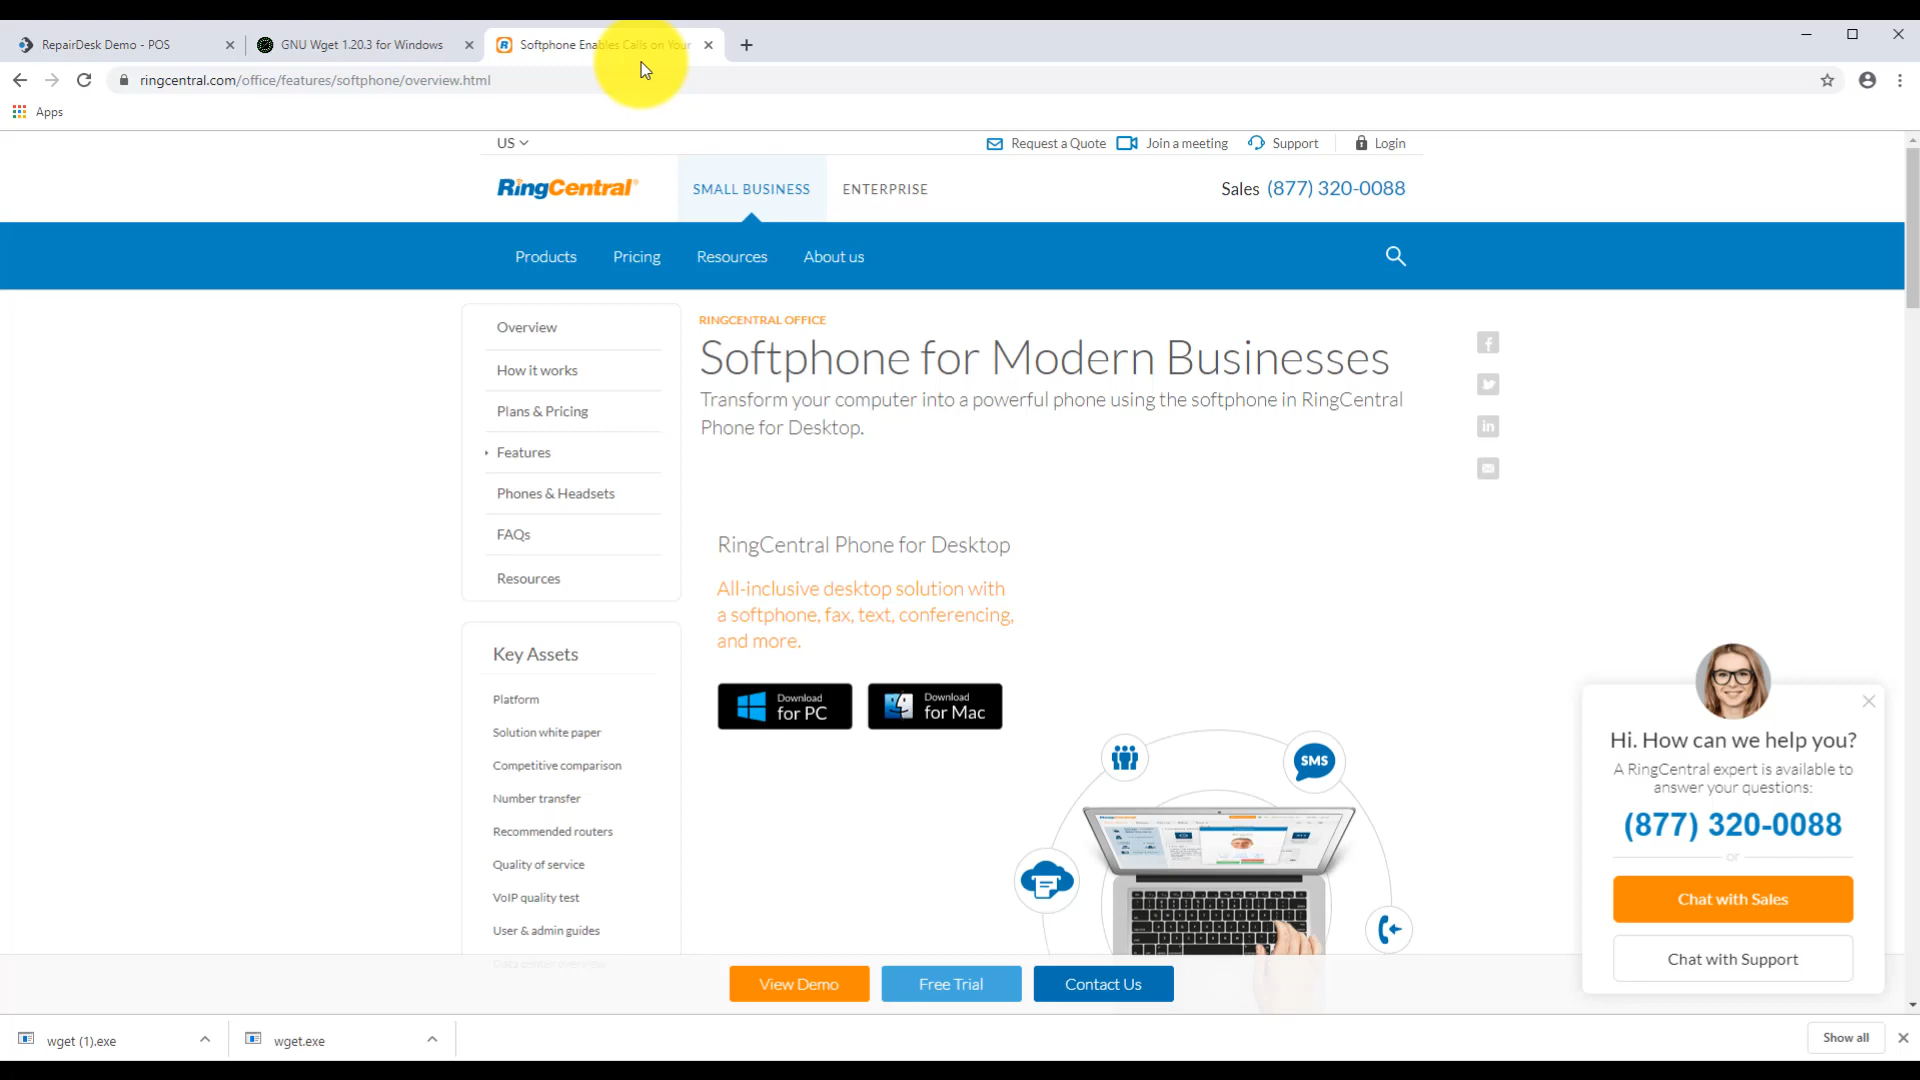 RepairDesk Demo - POS
GNU Wget 1.20.3 for Windows
Softphone Enables Calls on Your
ringcentral.com/office/features/softphone/overview.html
Apps
US
Request a Quote
Join a meeting
Support
Login
RingCentral®
SMALL BUSINESS
ENTERPRISE
Sales (877) 320-0088
Products
Pricing
Resources
About us
Overview
How it works
Plans & Pricing
Features
Phones & Headsets
FAQs
Resources
RINGCENTRAL OFFICE
Softphone for Modern Businesses
Transform your computer into a powerful phone using the softphone in RingCentral
Phone for Desktop.
RingCentral Phone for Desktop
All-inclusive desktop solution with
a softphone, fax, text, conferencing,
and more.
Download
for PC
Download
for Mac
Key Assets
Platform
Solution white paper
Competitive comparison
Number transfer
Recommended routers
Quality of service
VoIP quality test
User & admin guides
Data center overview
SMS
RingCentral
Hi. How can we help you?
A RingCentral expert is available to
answer your questions:
(877) 320-0088
or
Chat with Sales
Chat with Support
View Demo
Free Trial
Contact Us
wget (1).exe
wget.exe
Show all